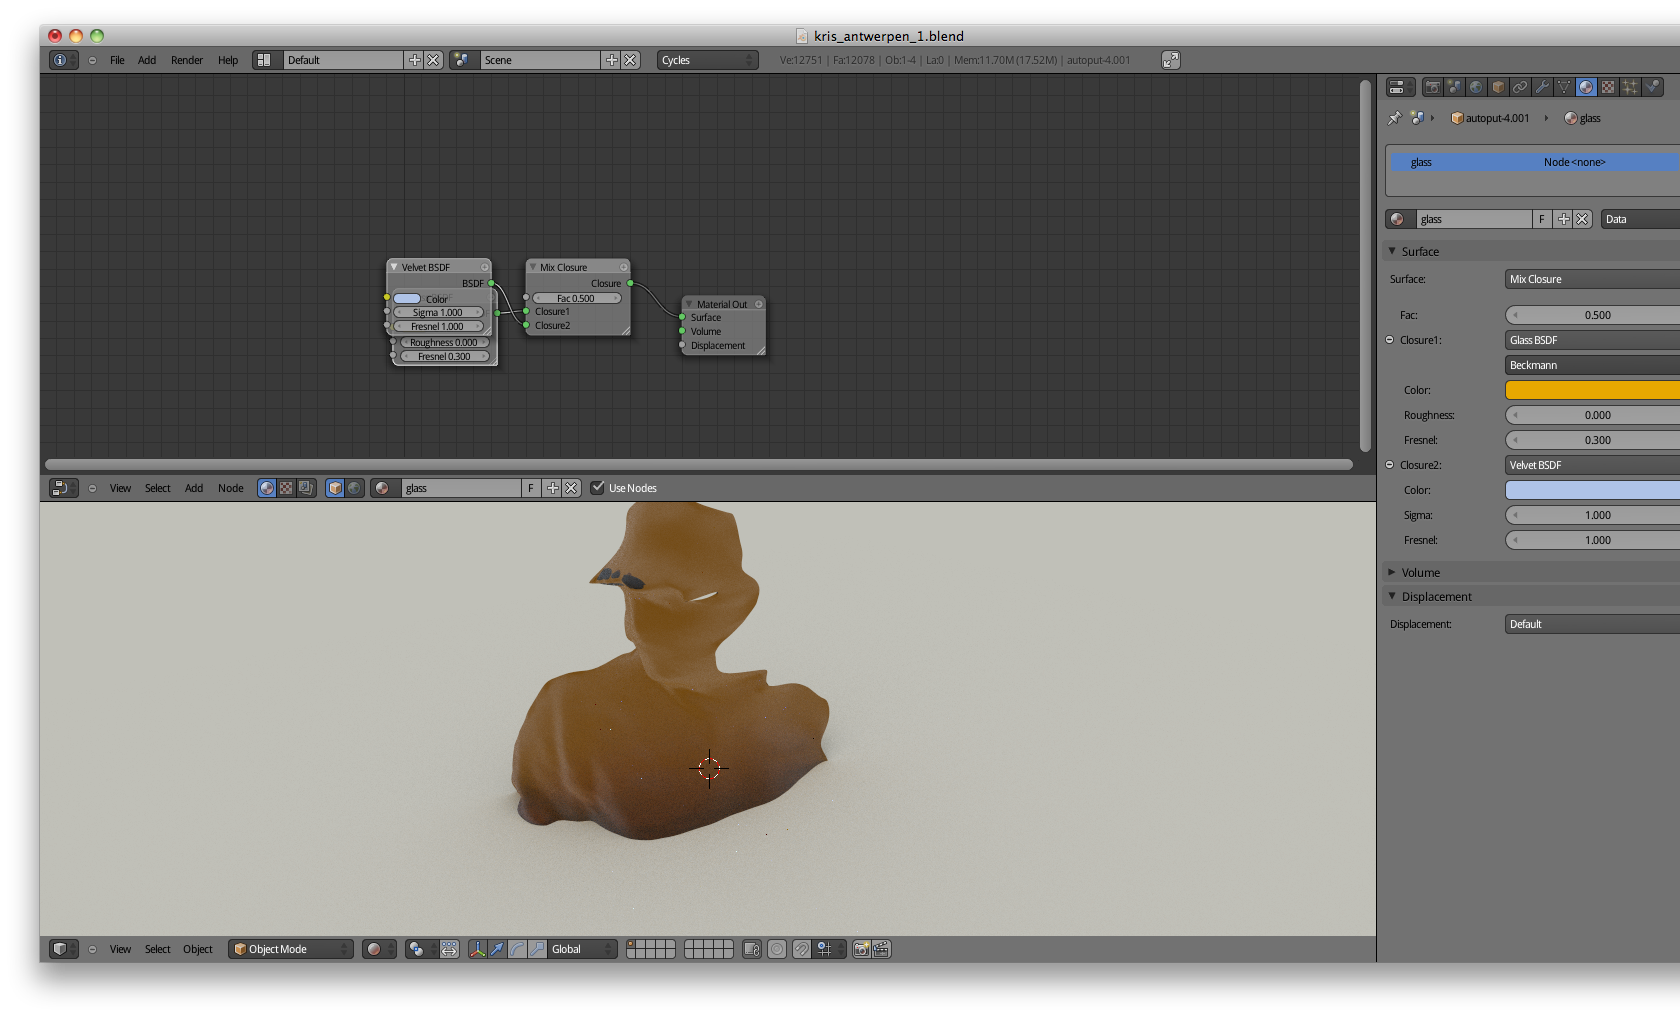 kris_antwerpen_1.blend
File Add Render Help Default Scene Cycles Ve:12751 | Fa:12078 | Ob:1-4 | La:0 | Mem:11.70M (17.52M) | autoput-4.001
autoput-4.001 glass
glass Node <none>
glass F Data
Surface
Surface: Mix Closure
Fac: 0.500
Closure1: Glass BSDF
Beckmann
Color:
Roughness: 0.000
Fresnel: 0.300
Closure2: Velvet BSDF
Color:
Sigma: 1.000
Fresnel: 1.000
Volume
Displacement
Displacement: Default
Velvet BSDF
BSDF
Color
Sigma 1.000
Fresnel 1.000
Roughness 0.000
Fresnel 0.300
Mix Closure
Closure
Fac 0.500
Closure1
Closure2
Material Out
Surface
Volume
Displacement
View Select Add Node glass F Use Nodes
View Select Object Object Mode Global